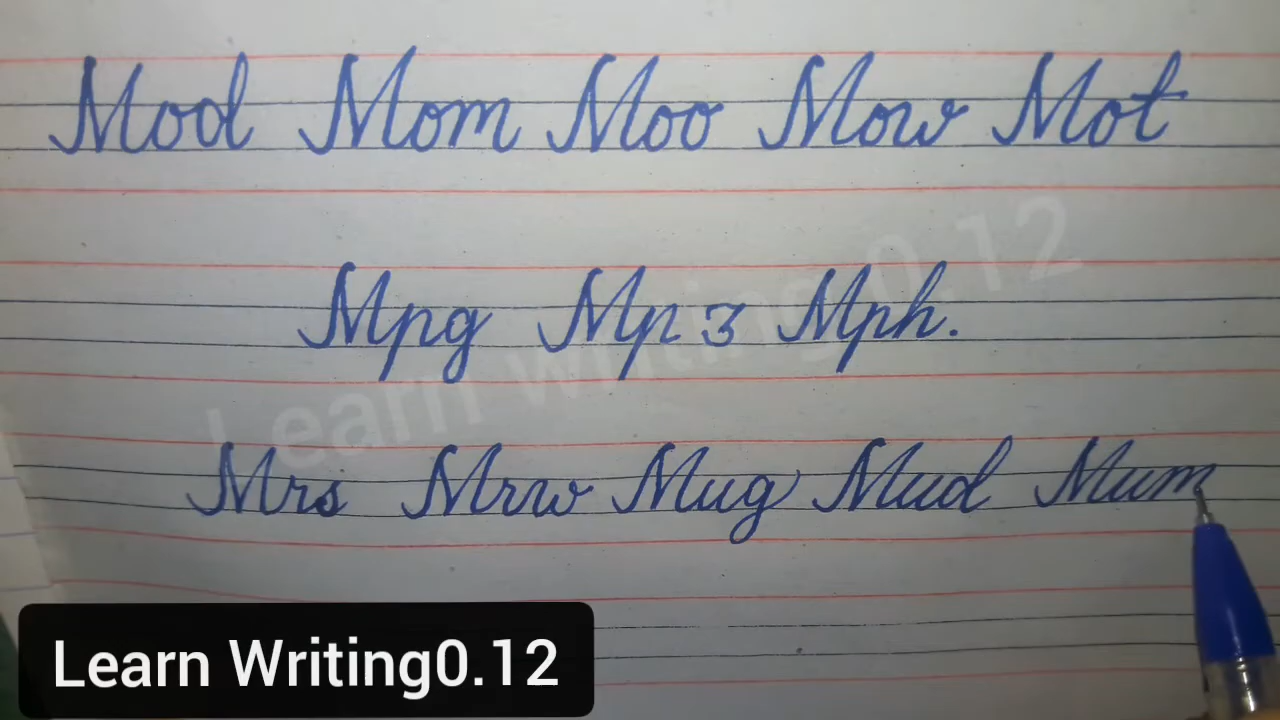 Mod Mom Moo Mow Mot
Mpg Mp3 Mph.
Learn writing0.12
Mrs Mrw Mug Mud Mum
Learn Writing0.12